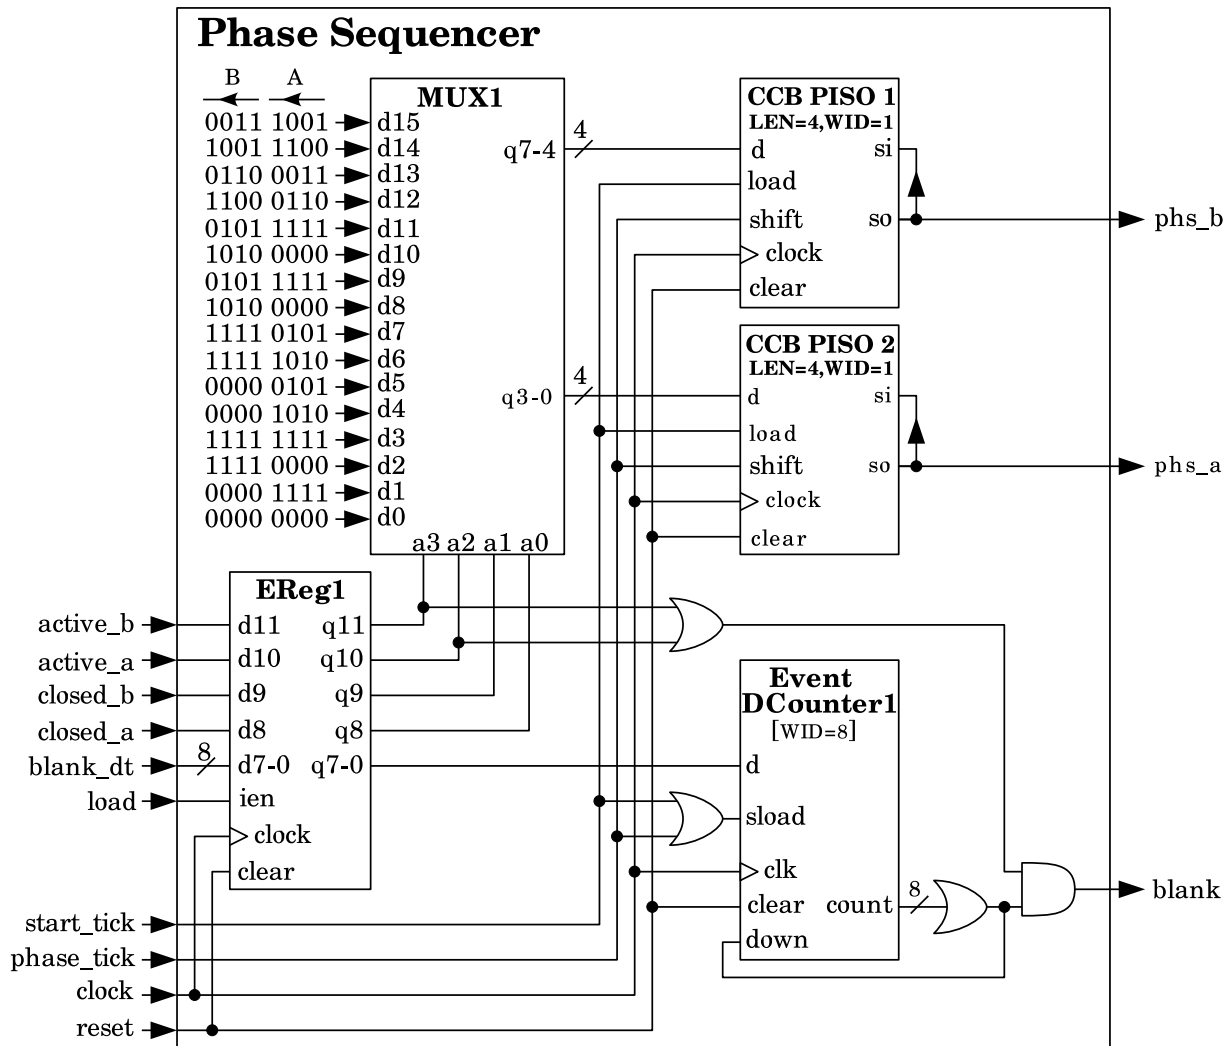 Phase Sequencer
B A
0011 1001 d15
1001 1100 d14
0110 0011 d13
1100 0110 d12
0101 1111 d11
1010 0000 d10
0101 1111 d9
1010 0000 d8
1111 0101 d7
1111 1010 d6
0000 0101 d5
0000 1010 d4
1111 1111 d3
1111 0000 d2
0000 1111 d1
0000 0000 d0
MUX1
q7-4
4
q3-0
4
a3 a2 a1 a0
CCB PISO 1
LEN=4,WID=1
d si
load
shift so
clock
clear
phs_b
CCB PISO 2
LEN=4,WID=1
d si
load
shift so
clock
clear
phs_a
EReg1
active_b d11 q11
active_a d10 q10
closed_b d9 q9
closed_a d8 q8
blank_dt 8 d7-0 q7-0
load ien
clock
clear
start_tick
phase_tick
clock
reset
Event
DCounter1
[WID=8]
d
sload
clk
clear count 8
down
blank